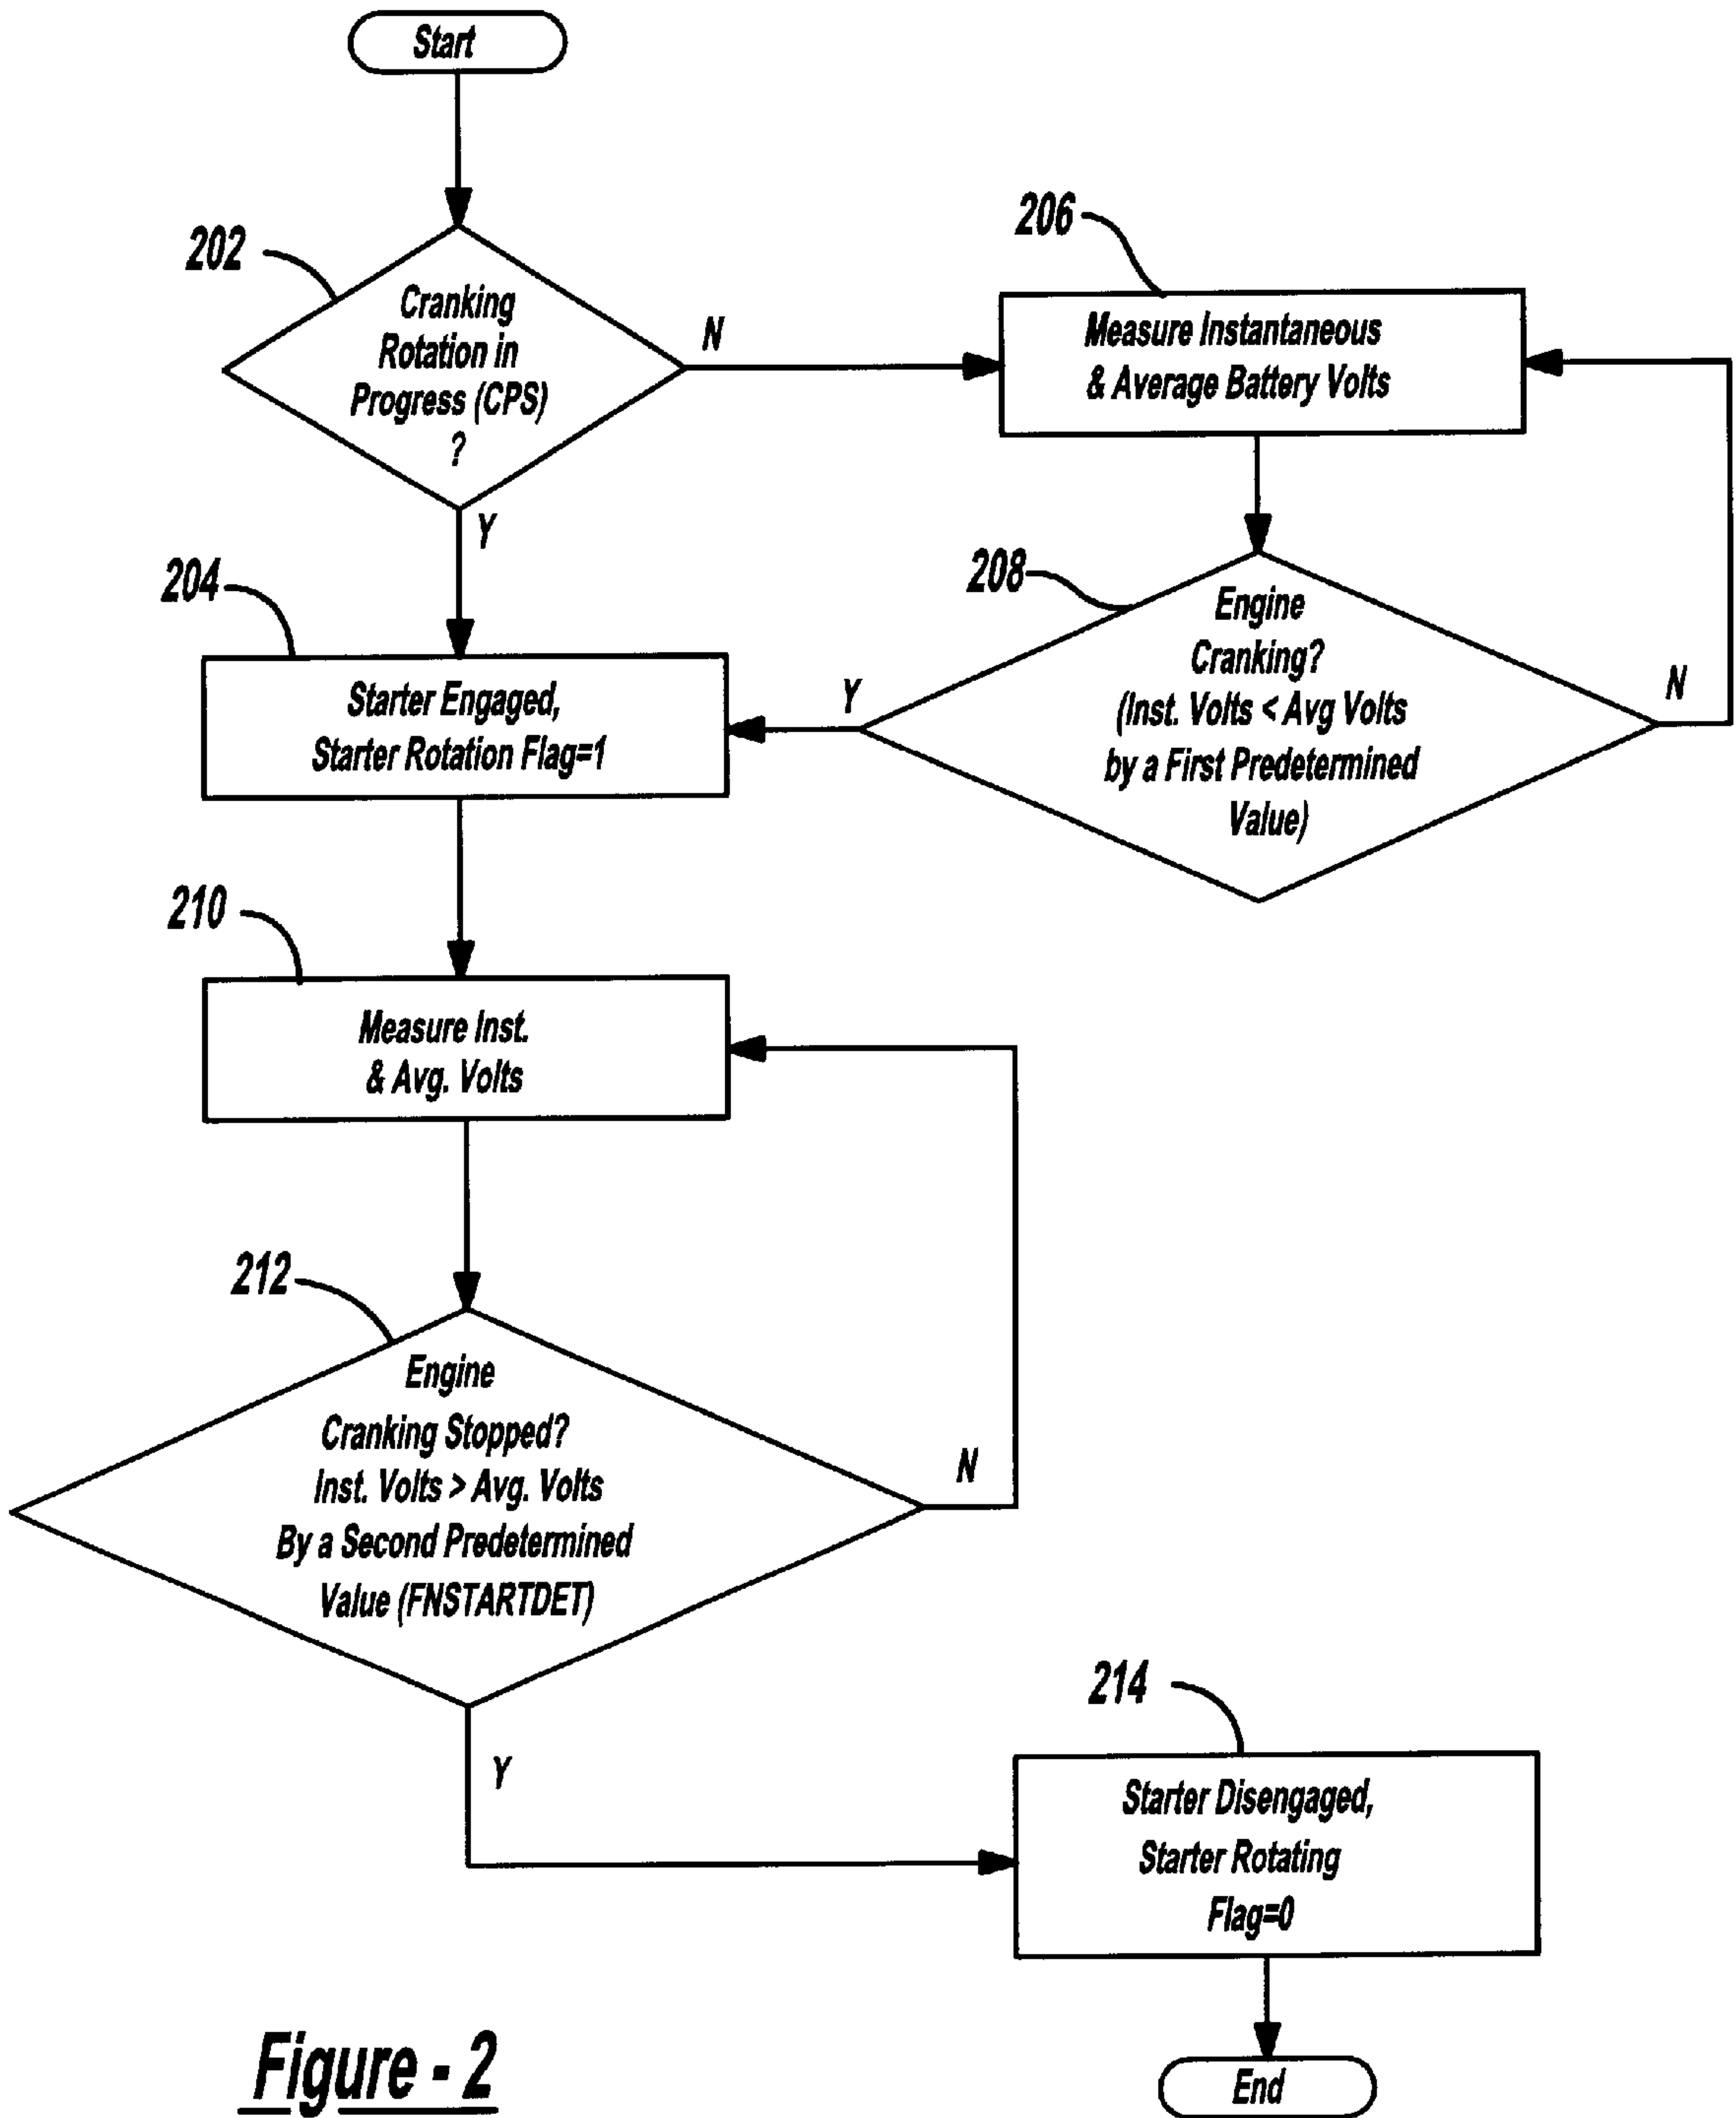 Start
202
Cranking
Rotation in
Progress (CPS)
?
N
Y
206
Measure Instantaneous
& Average Battery Volts
208
Engine
Cranking?
(Inst. Volts < Avg Volts
by a First Predetermined
Value)
Y
N
204
Starter Engaged,
Starter Rotation Flag=1
210
Measure Inst.
& Avg. Volts
212
Engine
Cranking Stopped?
Inst. Volts > Avg. Volts
By a Second Predetermined
Value (FNSTARTDET)
N
Y
214
Starter Disengaged,
Starter Rotating
Flag=0
End
Figure - 2